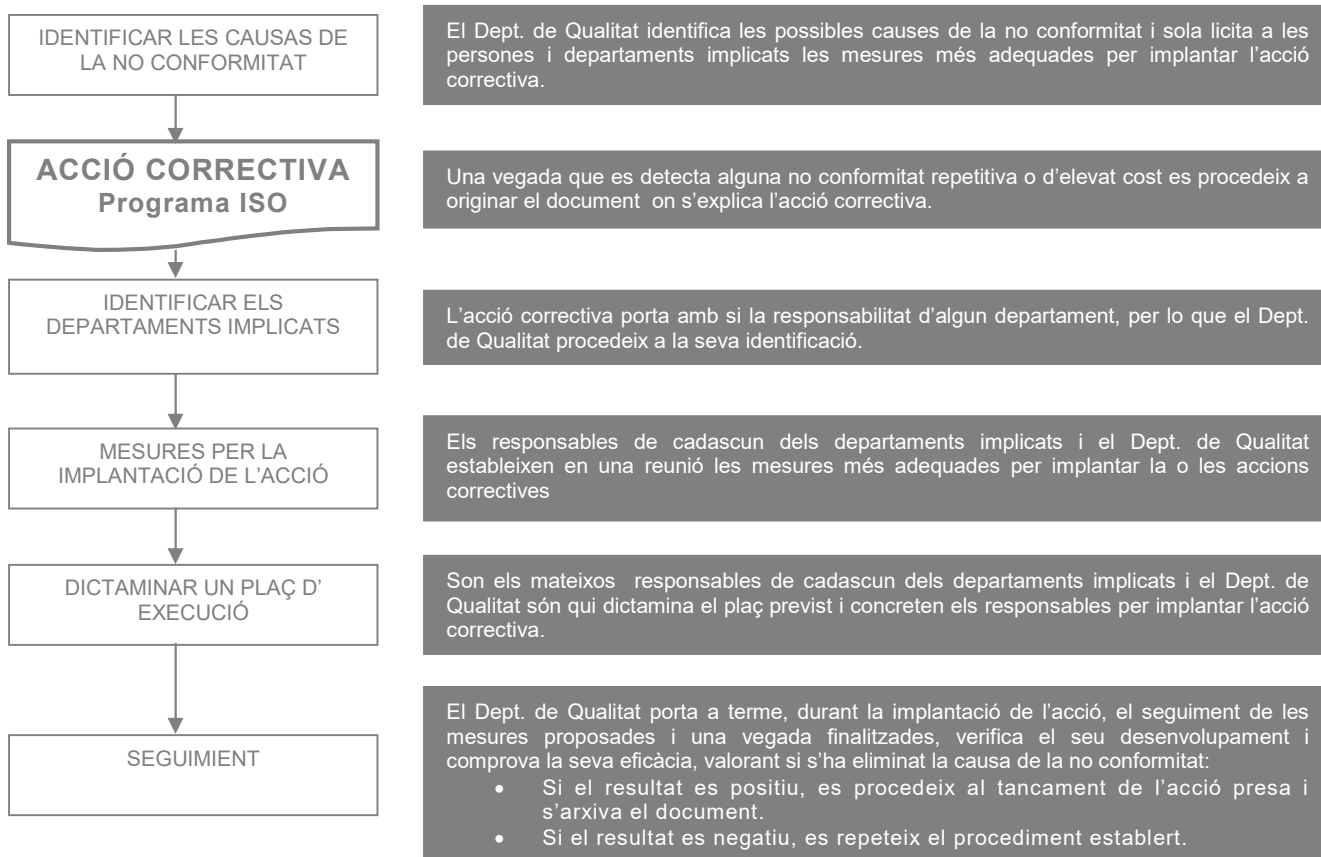 IDENTIFICAR LES CAUSAS DE
LA NO CONFORMITAT
El Dept. de Qualitat identifica les possibles causes de la no conformitat i sola licita a les
persones i departaments implicats les mesures més adequades per implantar l’acció
correctiva.
ACCIÓ CORRECTIVA
Programa ISO
Una vegada que es detecta alguna no conformitat repetitiva o d’elevat cost es procedeix a
originar el document on s’explica l’acció correctiva.
IDENTIFICAR ELS
DEPARTAMENTS IMPLICATS
L’acció correctiva porta amb si la responsabilitat d’algun departament, per lo que el Dept.
de Qualitat procedeix a la seva identificació.
MESURES PER LA
IMPLANTACIÓ DE L’ACCIÓ
Els responsables de cadascun dels departaments implicats i el Dept. de Qualitat
estableixen en una reunió les mesures més adequades per implantar la o les accions
correctives
DICTAMINAR UN PLAÇ D’
EXECUCIÓ
Son els mateixos responsables de cadascun dels departaments implicats i el Dept. de
Qualitat són qui dictamina el plaç previst i concreten els responsables per implantar l’acció
correctiva.
SEGUIMIENT
El Dept. de Qualitat porta a terme, durant la implantació de l’acció, el seguiment de les
mesures proposades i una vegada finalitzades, verifica el seu desenvolupament i
comprova la seva eficàcia, valorant si s’ha eliminat la causa de la no conformitat:
• Si el resultat es positiu, es procedeix al tancament de l’acció presa i
s’arxiva el document.
• Si el resultat es negatiu, es repeteix el procediment establert.